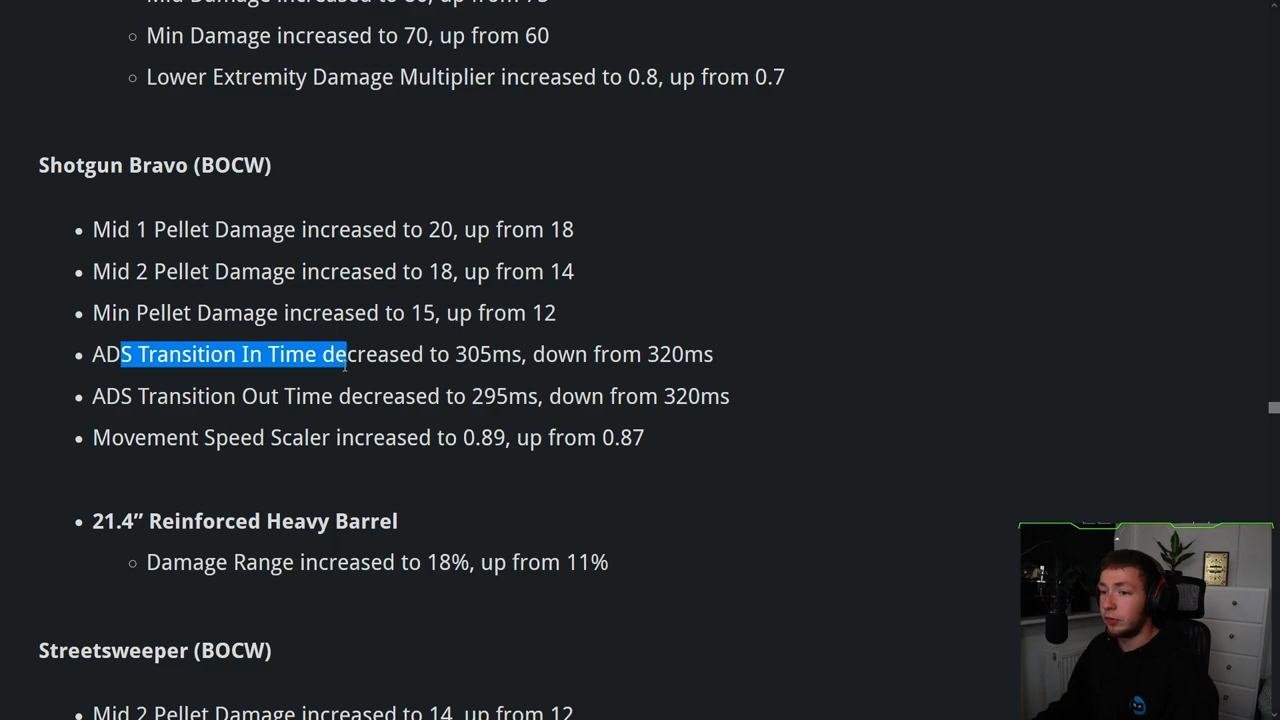 Min Damage increased to 70, up from 60
Lower Extremity Damage Multiplier increased to 0.8, up from 0.7
Shotgun Bravo (BOCW)
Mid 1 Pellet Damage increased to 20, up from 18
Mid 2 Pellet Damage increased to 18, up from 14
Min Pellet Damage increased to 15, up from 12
ADS Transition In Time decreased to 305ms, down from 320ms
ADS Transition Out Time decreased to 295ms, down from 320ms
Movement Speed Scaler increased to 0.89, up from 0.87
21.4” Reinforced Heavy Barrel
Damage Range increased to 18%, up from 11%
Streetsweeper (BOCW)
Mid 2 Pellet Damage increased to 14, up from 12